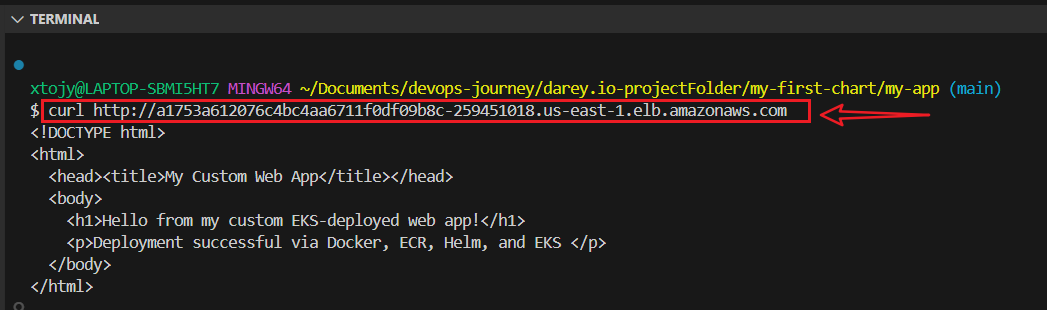 TERMINAL
xtojy@LAPTOP-SBMI5HT7 MINGW64 ~/Documents/devops-journey/darey.io-projectFolder/my-first-chart/my-app (main)
$ curl http://a1753a612076c4bc4aa6711f0df09b8c-259451018.us-east-1.elb.amazonaws.com
<!DOCTYPE html>
<html>
  <head><title>My Custom Web App</title></head>
  <body>
    <h1>Hello from my custom EKS-deployed web app!</h1>
    <p>Deployment successful via Docker, ECR, Helm, and EKS </p>
  </body>
</html>